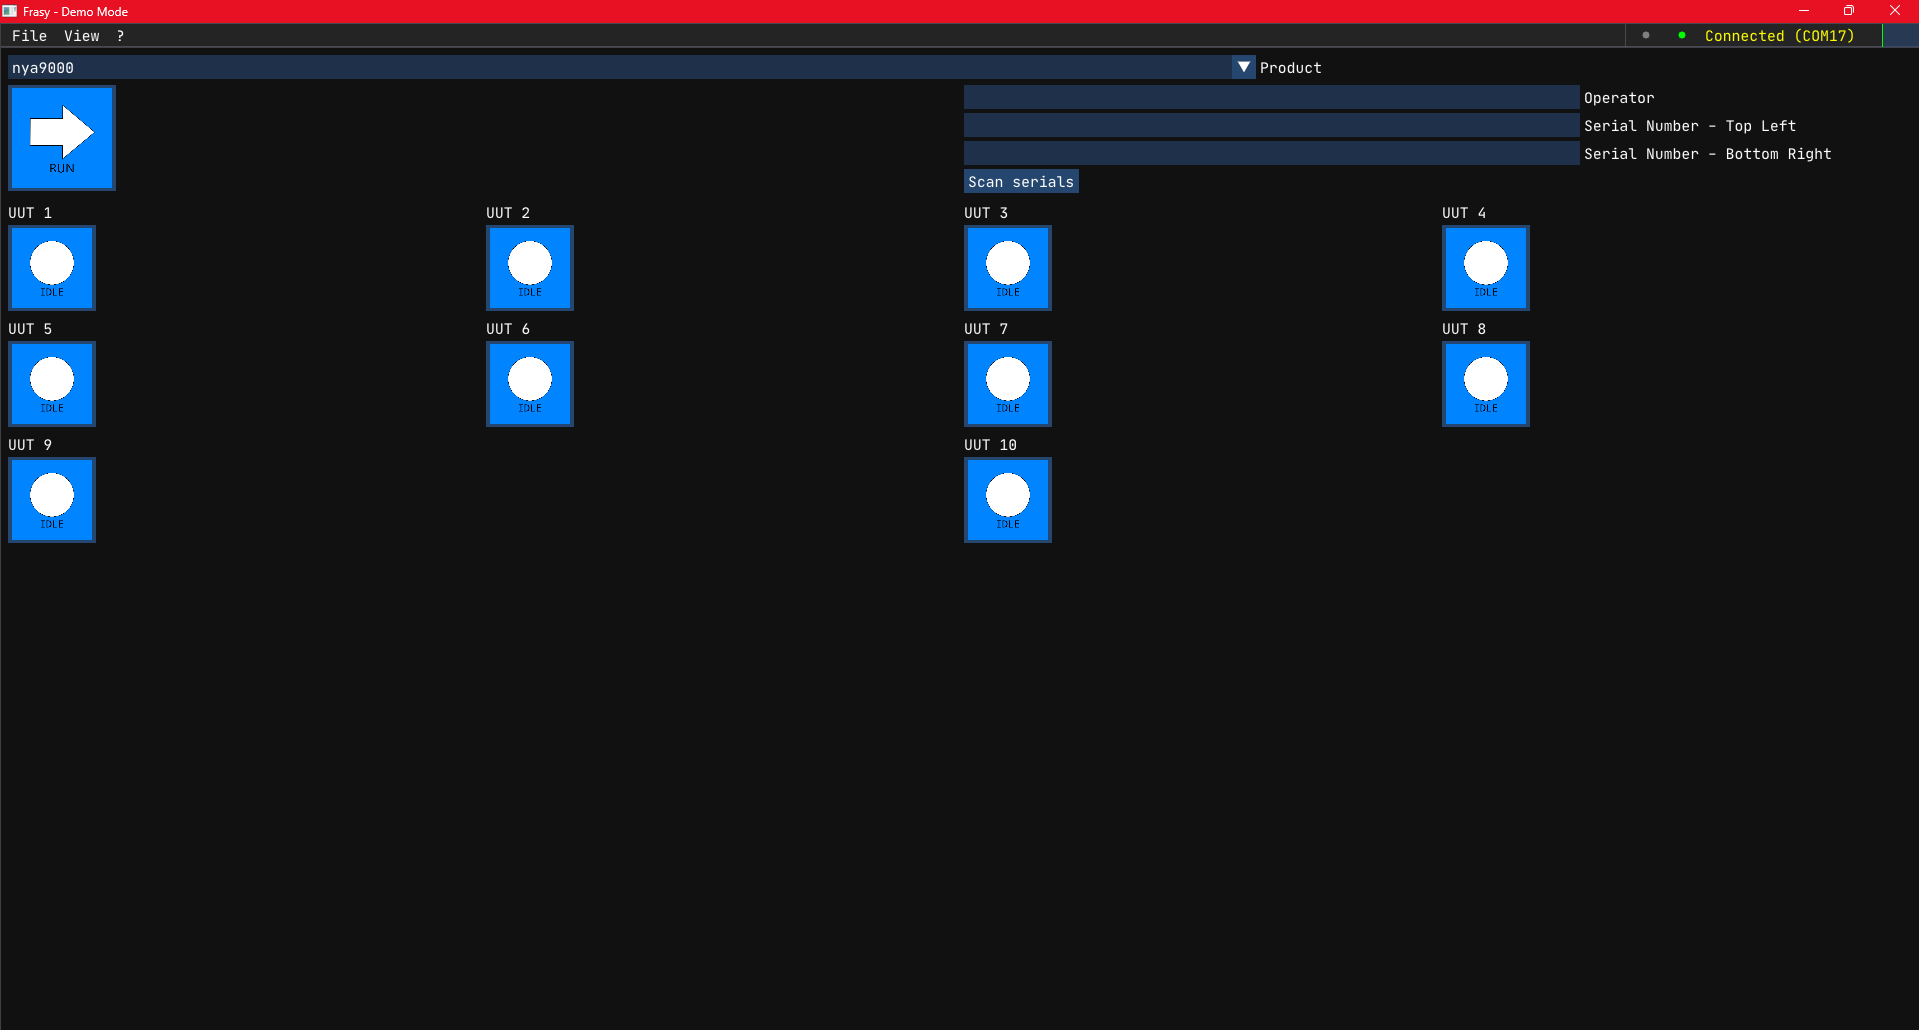 Frasy - Demo Mode
File View ? Connected (COM17)
nya9000 Product
Operator
Serial Number - Top Left
Serial Number - Bottom Right
RUN
Scan serials
UUT 1 UUT 2 UUT 3 UUT 4
IDLE IDLE IDLE IDLE
UUT 5 UUT 6 UUT 7 UUT 8
IDLE IDLE IDLE IDLE
UUT 9 UUT 10
IDLE IDLE